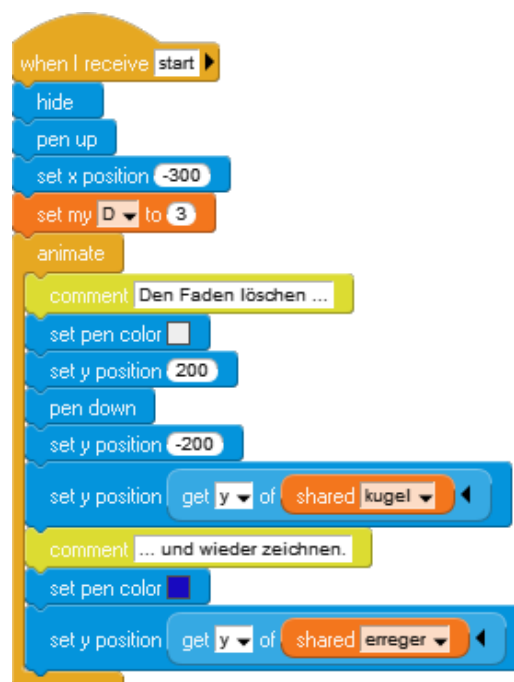 when I receive start
hide
pen up
set x position -300
set my D to 3
animate
comment Den Faden löschen ...
set pen color
set y position 200
pen down
set y position -200
set y position get y of shared kugel
comment ... und wieder zeichnen.
set pen color
set y position get y of shared erreger